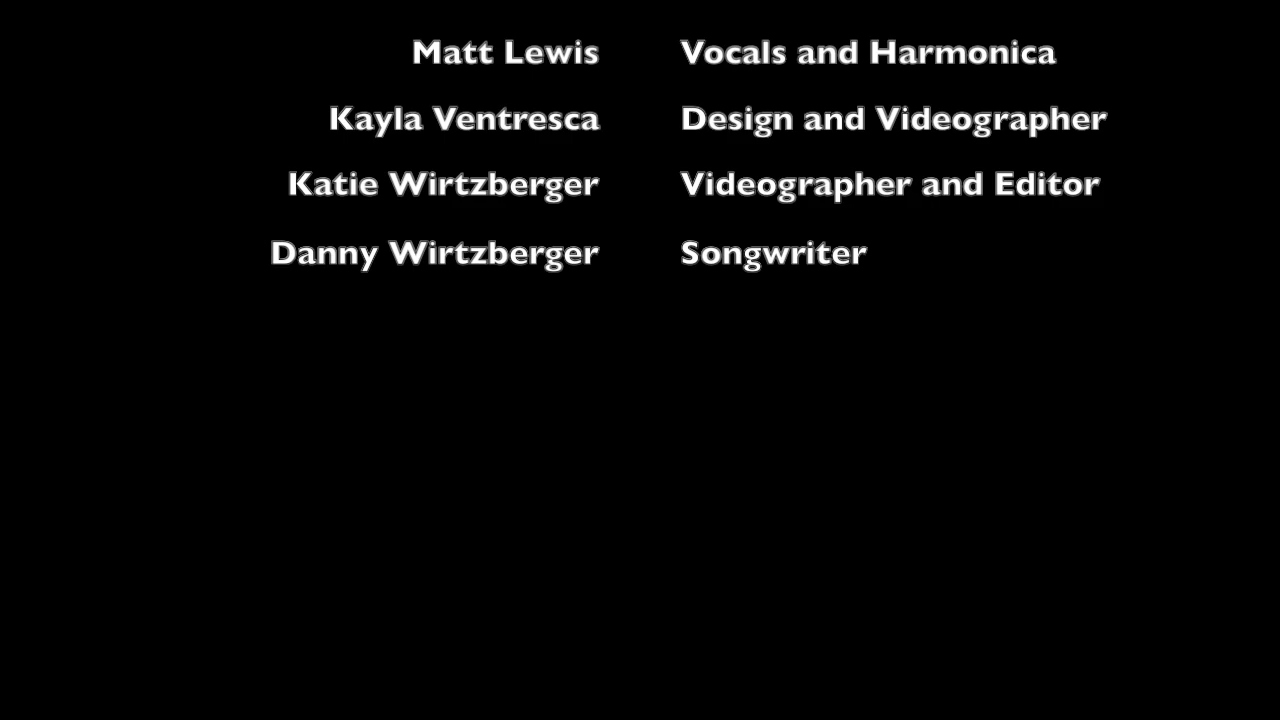 Matt Lewis Vocals and Harmonica
Kayla Ventresca Design and Videographer
Katie Wirtzberger Videographer and Editor
Danny Wirtzberger Songwriter